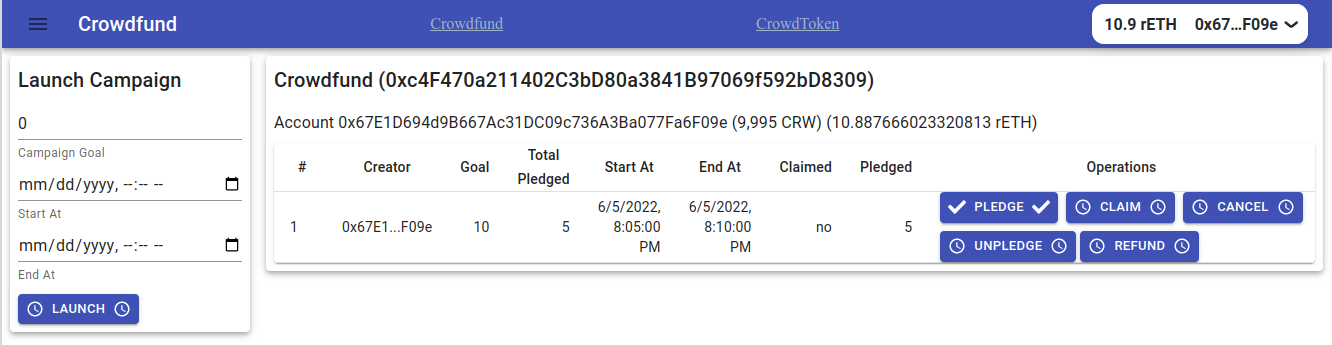 Crowdfund Crowdfund CrowdToken 10.9 rETH 0x67...F09e
Launch Campaign
0
Campaign Goal
mm/dd/yyyy, --:-- --
Start At
mm/dd/yyyy, --:-- --
End At
LAUNCH
Crowdfund (0xc4F470a211402C3bD80a3841B97069f592bD8309)
Account 0x67E1D694d9B667Ac31DC09c736A3Ba077Fa6F09e (9,995 CRW) (10.887666023320813 rETH)
# Creator Goal Total Pledged Start At End At Claimed Pledged Operations
1 0x67E1...F09e 10 5 6/5/2022, 8:05:00 PM 6/5/2022, 8:10:00 PM no 5 PLEDGE CLAIM CANCEL
UNPLEDGE REFUND